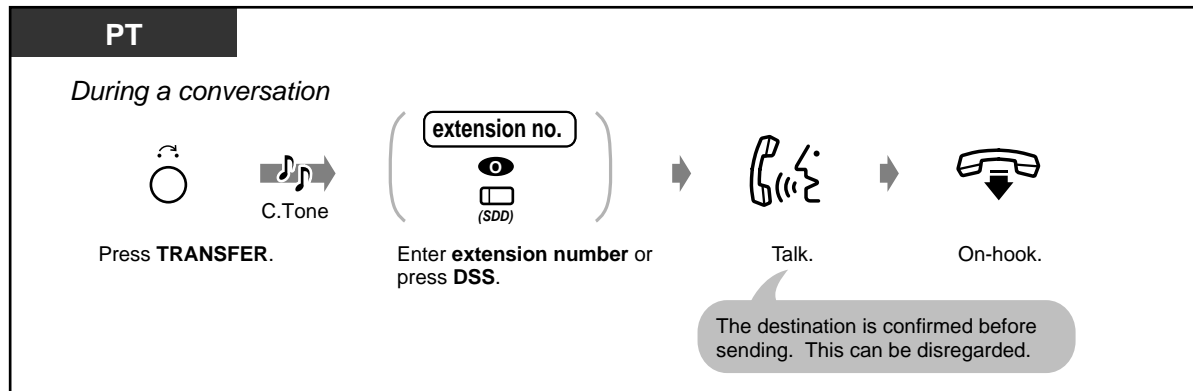 PT
During a conversation
extension no.
O
(SDD)
C.Tone
Press TRANSFER.
Enter extension number or
press DSS.
Talk.
On-hook.
The destination is confirmed before
sending. This can be disregarded.